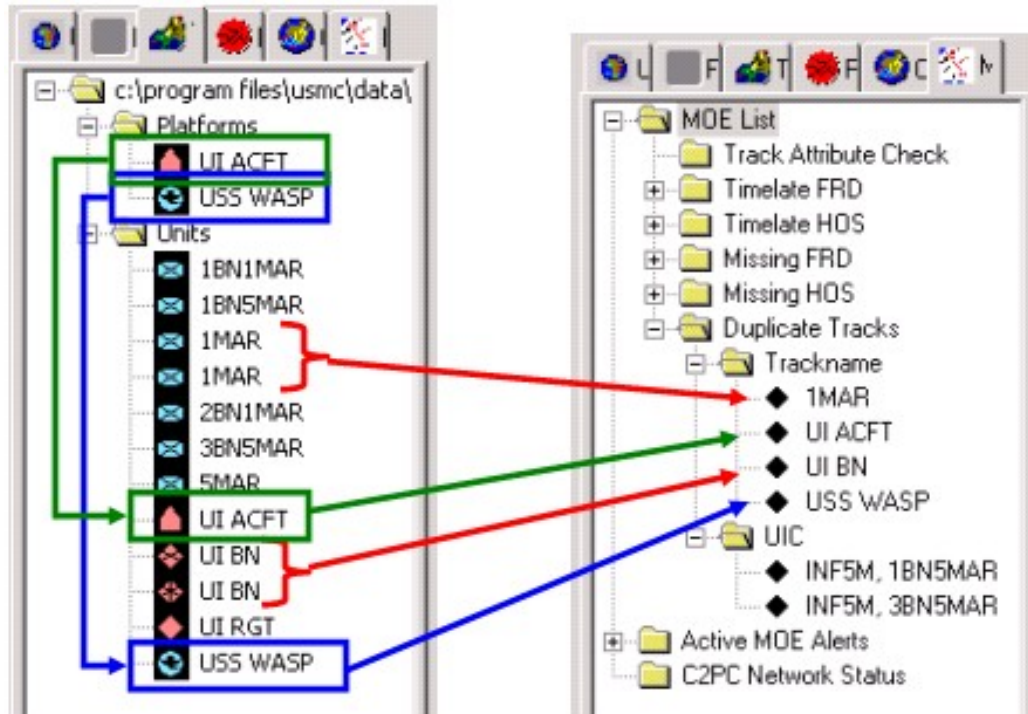 c:\program files\usmc\data\
Platforms
UI ACFT
USS WASP
Units
1BN1MAR
1BN5MAR
1MAR
1MAR
2BN1MAR
3BN5MAR
5MAR
UI ACFT
UI BN
UI BN
UI RGT
USS WASP
L
F
T
F
C
MOE List
Track Attribute Check
Timelate FRD
Timelate HOS
Missing FRD
Missing HOS
Duplicate Tracks
Trackname
1MAR
UI ACFT
UI BN
USS WASP
UIC
INF5M, 1BN5MAR
INF5M, 3BN5MAR
Active MOE Alerts
C2PC Network Status